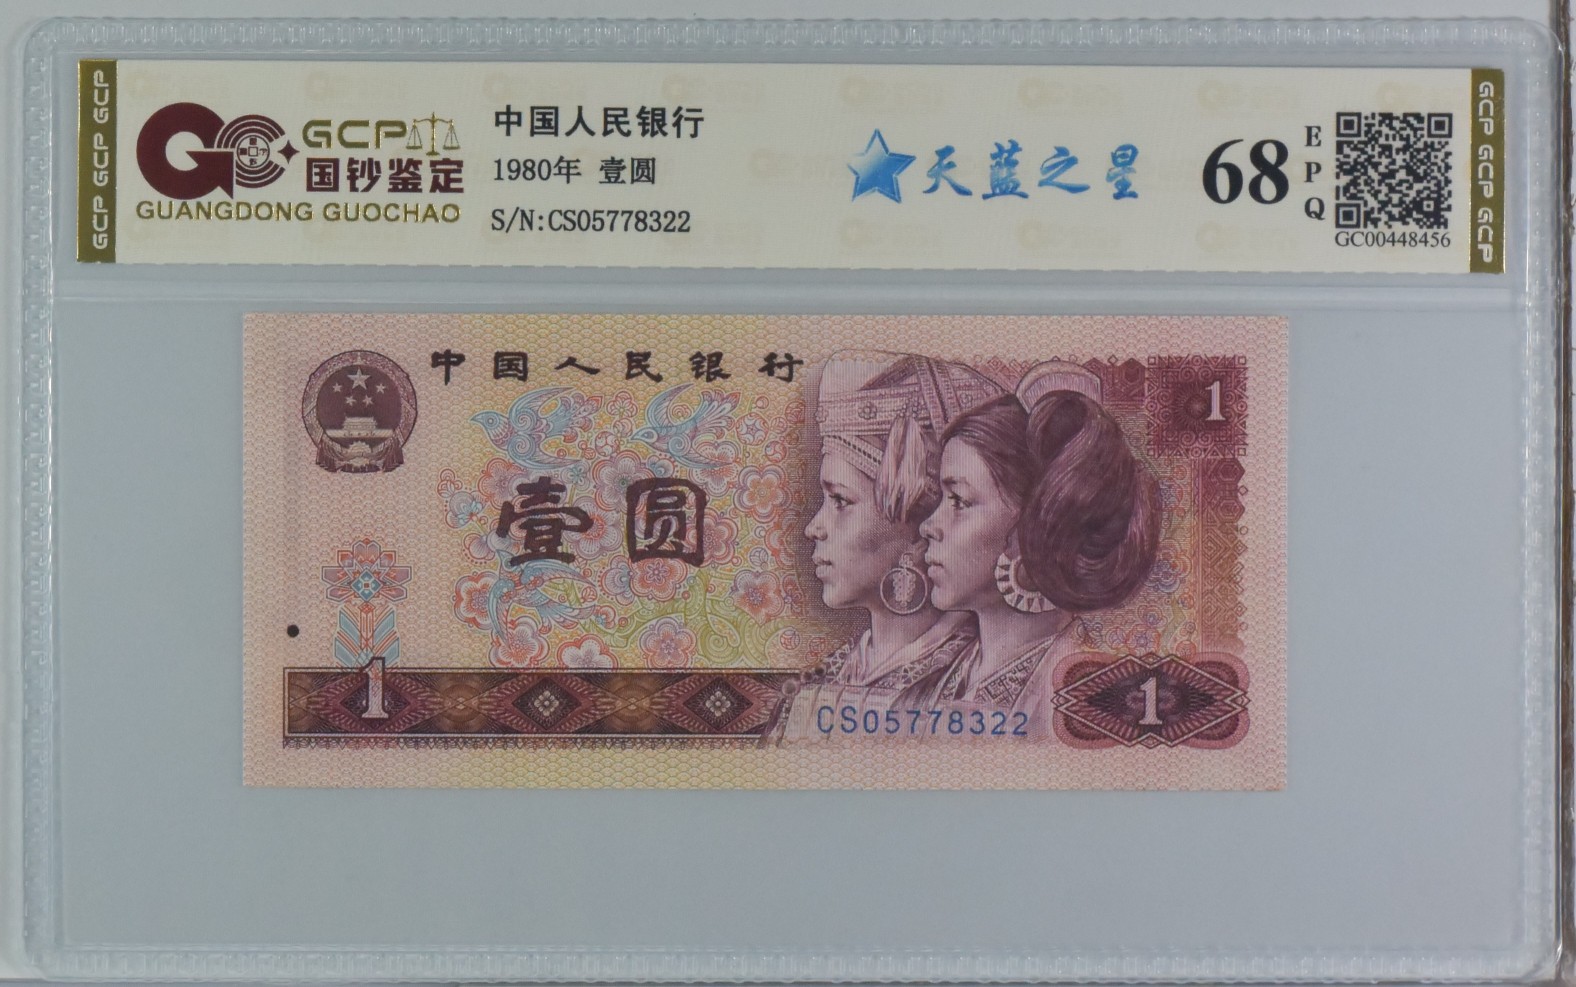 GCP GCP GCP
GCP
国钞鉴定
GUANGDONG GUOCHAO
中国人民银行
1980年 壹圆
S/N:CS05778322
天蓝之星
68
EPQ
GC00448456
GCP GCP GCP
中国人民银行
1
壹圆
1
CS05778322
1